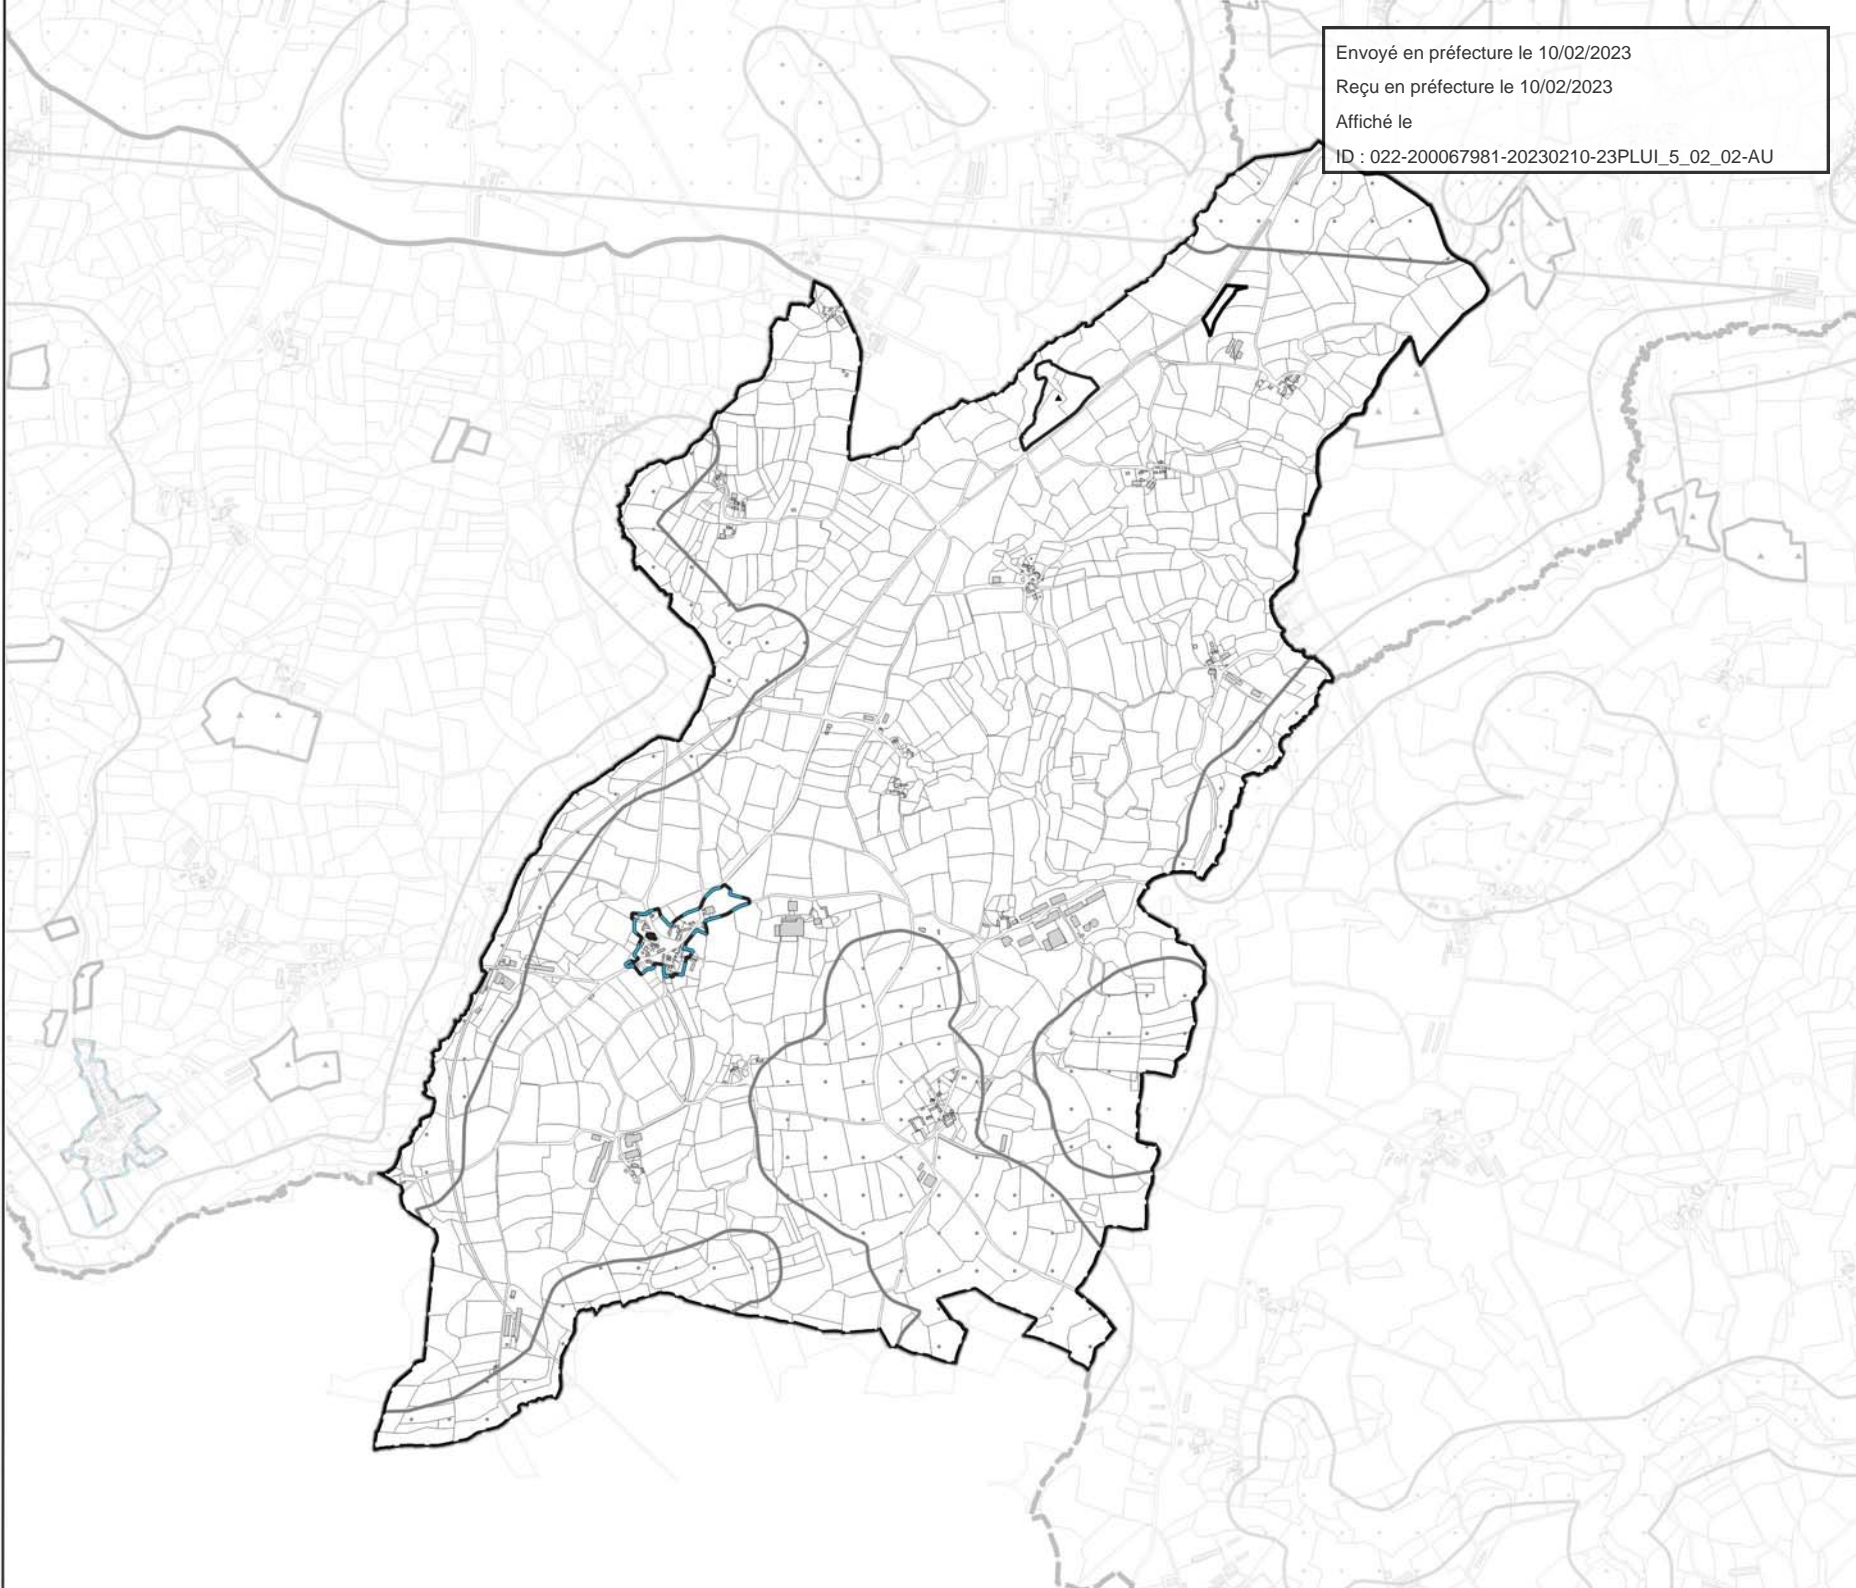 Envoyé en préfecture le 10/02/2023
Reçu en préfecture le 10/02/2023
Affiché le
ID : 022-200067981-20230210-23PLUI_5_02_02-AU